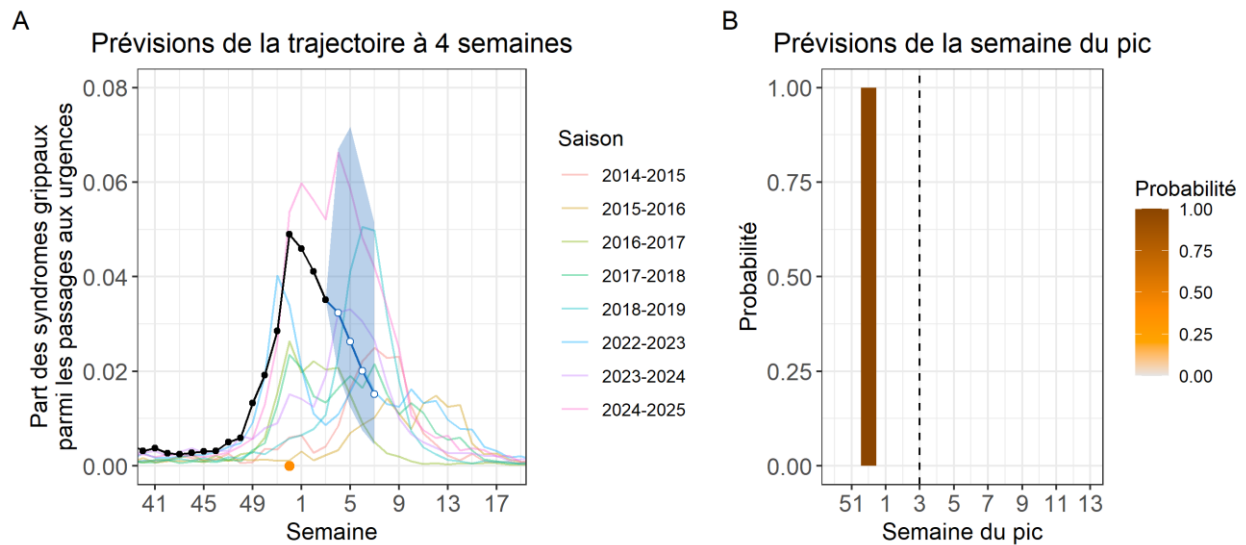 A
Prévisions de la trajectoire à 4 semaines
Part des syndromes grippaux
parmi les passages aux urgences
0.08
0.06
0.04
0.02
0.00
41 45 49 1 5 9 13 17
Semaine
Saison
2014-2015
2015-2016
2016-2017
2017-2018
2018-2019
2022-2023
2023-2024
2024-2025
B
Prévisions de la semaine du pic
Probabilité
1.00
0.75
0.50
0.25
0.00
51 1 3 5 7 9 11 13
Semaine du pic
Probabilité
1.00
0.75
0.50
0.25
0.00